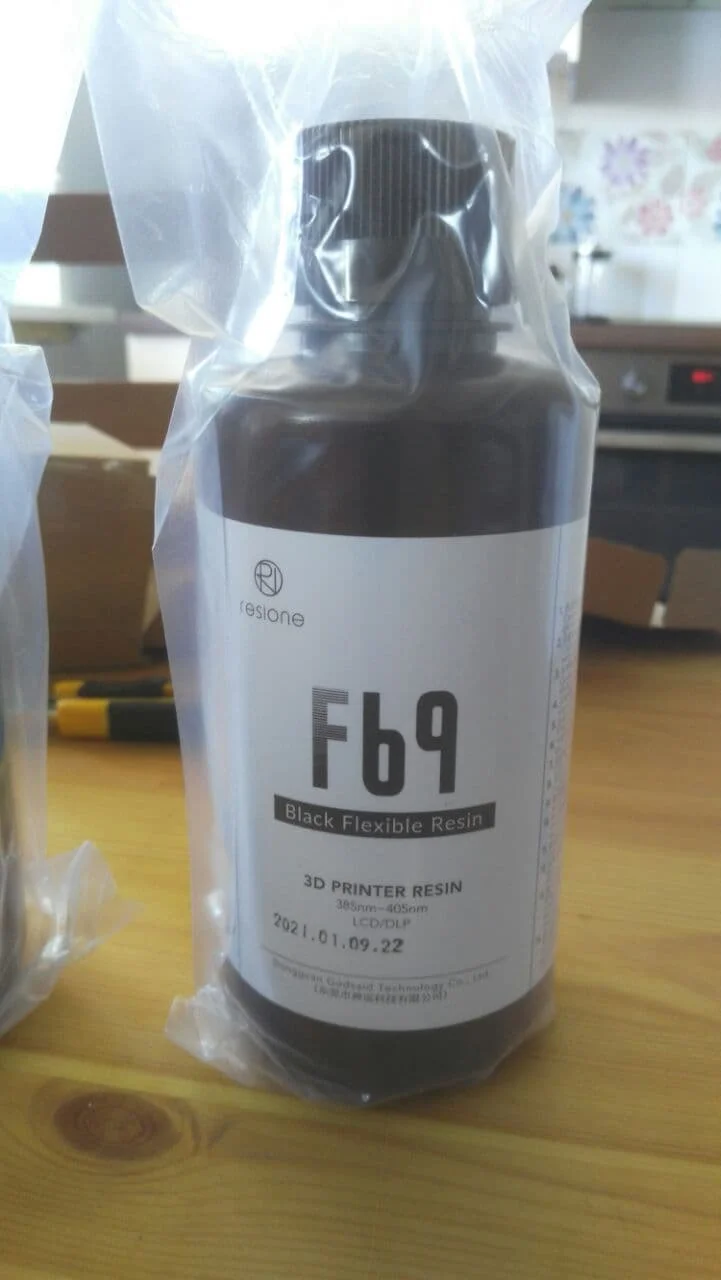 resione
F69
Black Flexible Resin
3D PRINTER RESIN
385nm-405nm
LCD/DLP
2021.01.09.22
Dongguan Godsaid Technology Co., Ltd.